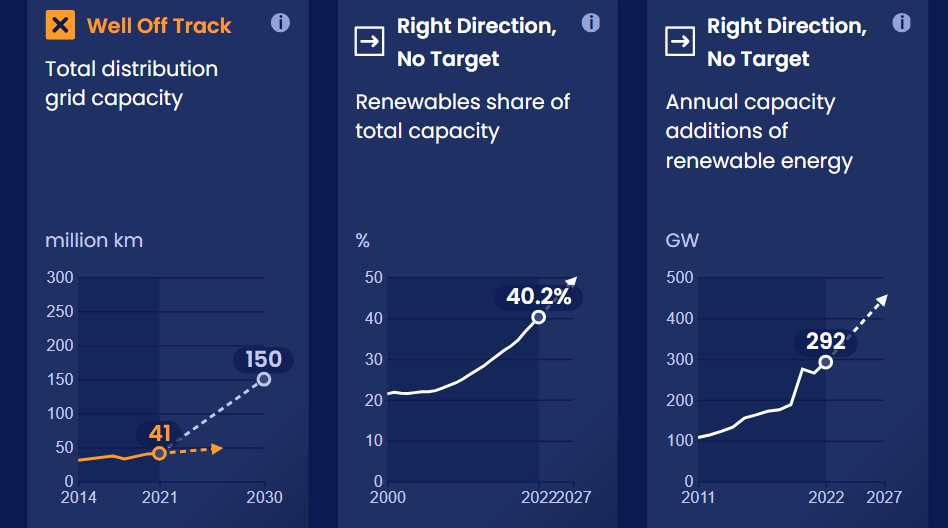 Well Off Track
i
Total distribution
grid capacity
million km
300
250
200
150
100
50
0
150
41
2014
2021
2030
Right Direction,
No Target
i
Renewables share of
total capacity
%
50
40
30
20
10
0
40.2%
2000
2022
2027
Right Direction,
No Target
i
Annual capacity
additions of
renewable energy
GW
500
400
300
200
100
0
292
2011
2022
2027